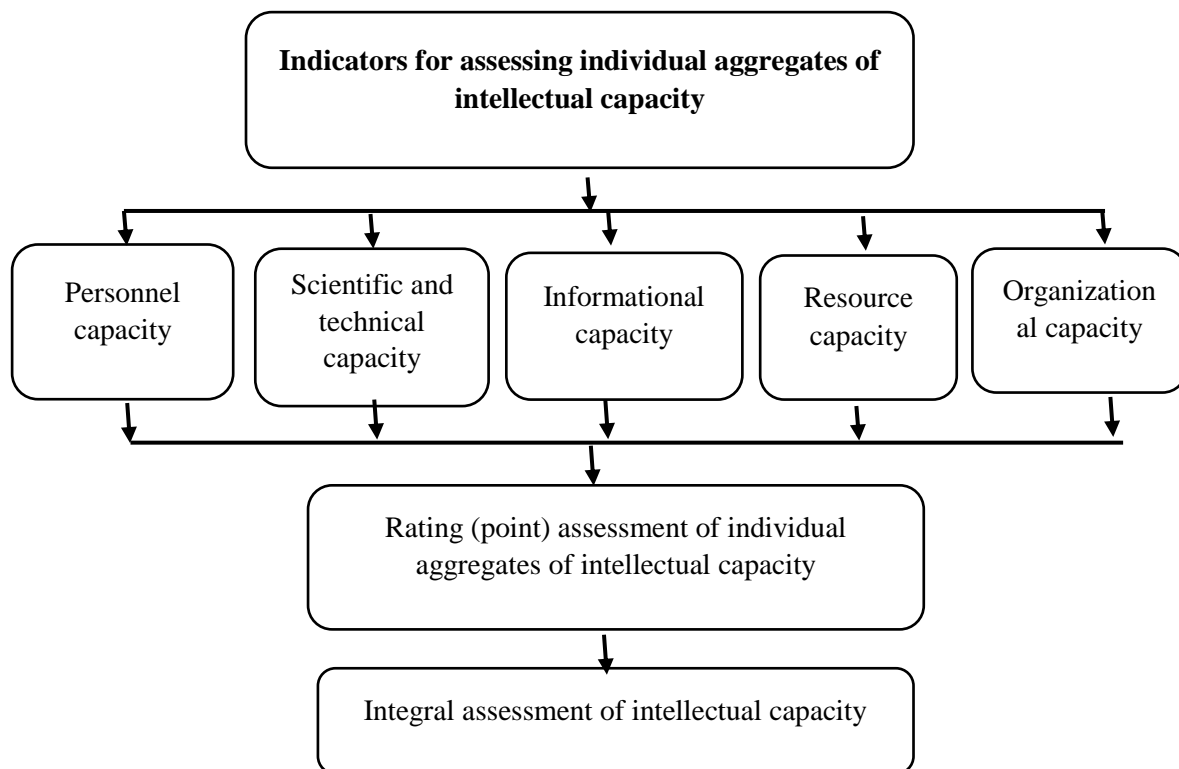 Indicators for assessing individual aggregates of
intellectual capacity
Personnel
capacity
Scientific and
technical
capacity
Informational
capacity
Resource
capacity
Organization
al capacity
Rating (point) assessment of individual
aggregates of intellectual capacity
Integral assessment of intellectual capacity